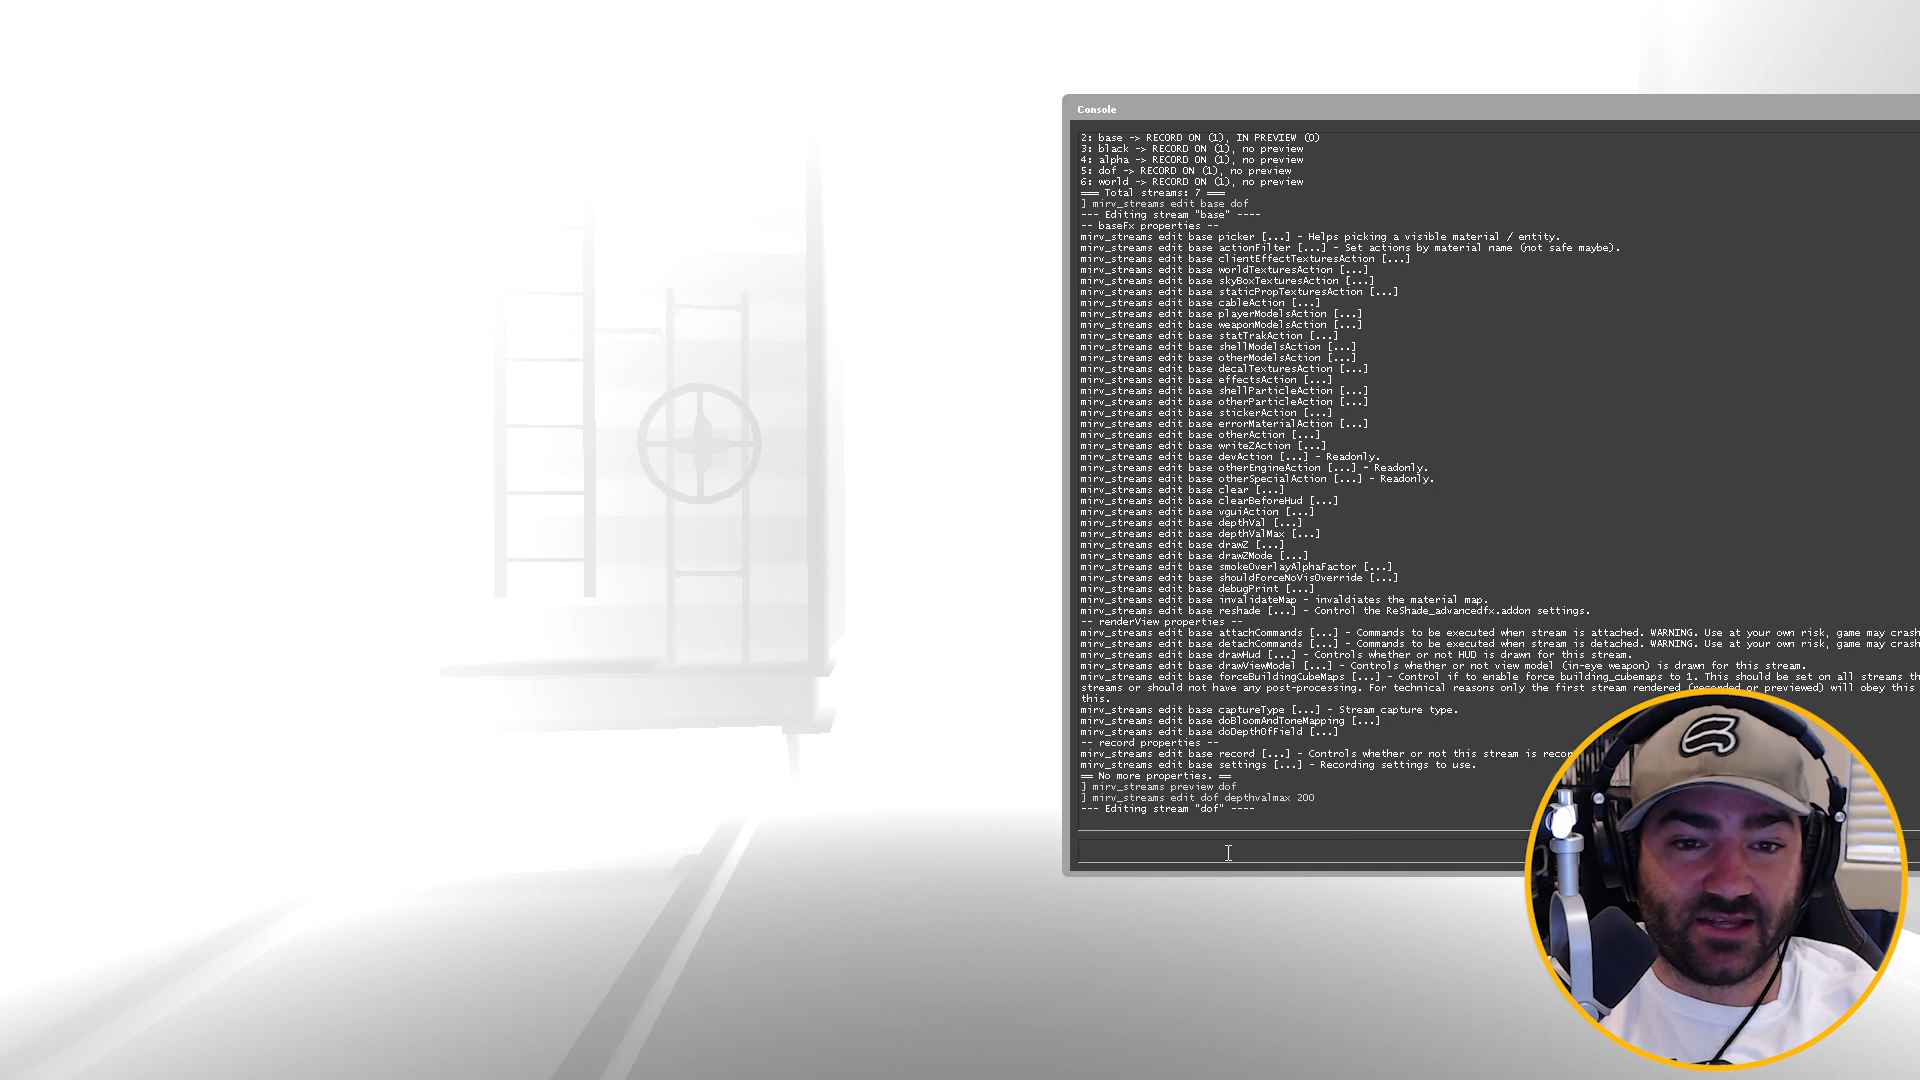 Console
2: base -> RECORD ON (1), IN PREVIEW (0)
3: black -> RECORD ON (1), no preview
4: alpha -> RECORD ON (1), no preview
5: dof -> RECORD ON (1), no preview
6: world -> RECORD ON (1), no preview
=== Total streams: 7 ===
] mirv_streams edit base dof
--- Editing stream "base" ----
-- baseFx properties --
mirv_streams edit base picker [...] - Helps picking a visible material / entity.
mirv_streams edit base actionFilter [...] - Set actions by material name (not safe maybe).
mirv_streams edit base clientEffectTexturesAction [...]
mirv_streams edit base worldTexturesAction [...]
mirv_streams edit base skyBoxTexturesAction [...]
mirv_streams edit base staticPropTexturesAction [...]
mirv_streams edit base cableAction [...]
mirv_streams edit base playerModelsAction [...]
mirv_streams edit base weaponModelsAction [...]
mirv_streams edit base statTrakAction [...]
mirv_streams edit base shellModelsAction [...]
mirv_streams edit base otherModelsAction [...]
mirv_streams edit base decalTexturesAction [...]
mirv_streams edit base effectsAction [...]
mirv_streams edit base shellParticleAction [...]
mirv_streams edit base otherParticleAction [...]
mirv_streams edit base stickerAction [...]
mirv_streams edit base errorMaterialAction [...]
mirv_streams edit base otherAction [...]
mirv_streams edit base writeZAction [...]
mirv_streams edit base devAction [...] - Readonly.
mirv_streams edit base otherEngineAction [...] - Readonly.
mirv_streams edit base otherSpecialAction [...] - Readonly.
mirv_streams edit base clear [...]
mirv_streams edit base clearBeforeHud [...]
mirv_streams edit base vguiAction [...]
mirv_streams edit base depthVal [...]
mirv_streams edit base depthValMax [...]
mirv_streams edit base drawZ [...]
mirv_streams edit base drawZMode [...]
mirv_streams edit base smokeOverlayAlphaFactor [...]
mirv_streams edit base shouldForceNoVisOverride [...]
mirv_streams edit base debugPrint [...]
mirv_streams edit base invalidateMap - invaldiates the material map.
mirv_streams edit base reshade [...] - Control the ReShade_advancedfx.addon settings.
-- renderView properties --
mirv_streams edit base attachCommands [...] - Commands to be executed when stream is attached. WARNING. Use at your own risk, game may crash
mirv_streams edit base detachCommands [...] - Commands to be executed when stream is detached. WARNING. Use at your own risk, game may crash
mirv_streams edit base drawHud [...] - Controls whether or not HUD is drawn for this stream.
mirv_streams edit base drawViewModel [...] - Controls whether or not view model (in-eye weapon) is drawn for this stream.
mirv_streams edit base forceBuildingCubeMaps [...] - Control if to enable force building_cubemaps to 1. This should be set on all streams th
streams or should not have any post-processing. For technical reasons only the first stream rendered (recorded or previewed) will obey this
this.
mirv_streams edit base captureType [...] - Stream capture type.
mirv_streams edit base doBloomAndToneMapping [...]
mirv_streams edit base doDepthOfField [...]
-- record properties --
mirv_streams edit base record [...] - Controls whether or not this stream is recor
mirv_streams edit base settings [...] - Recording settings to use.
== No more properties. ==
] mirv_streams preview dof
] mirv_streams edit dof depthvalmax 200
--- Editing stream "dof" ----